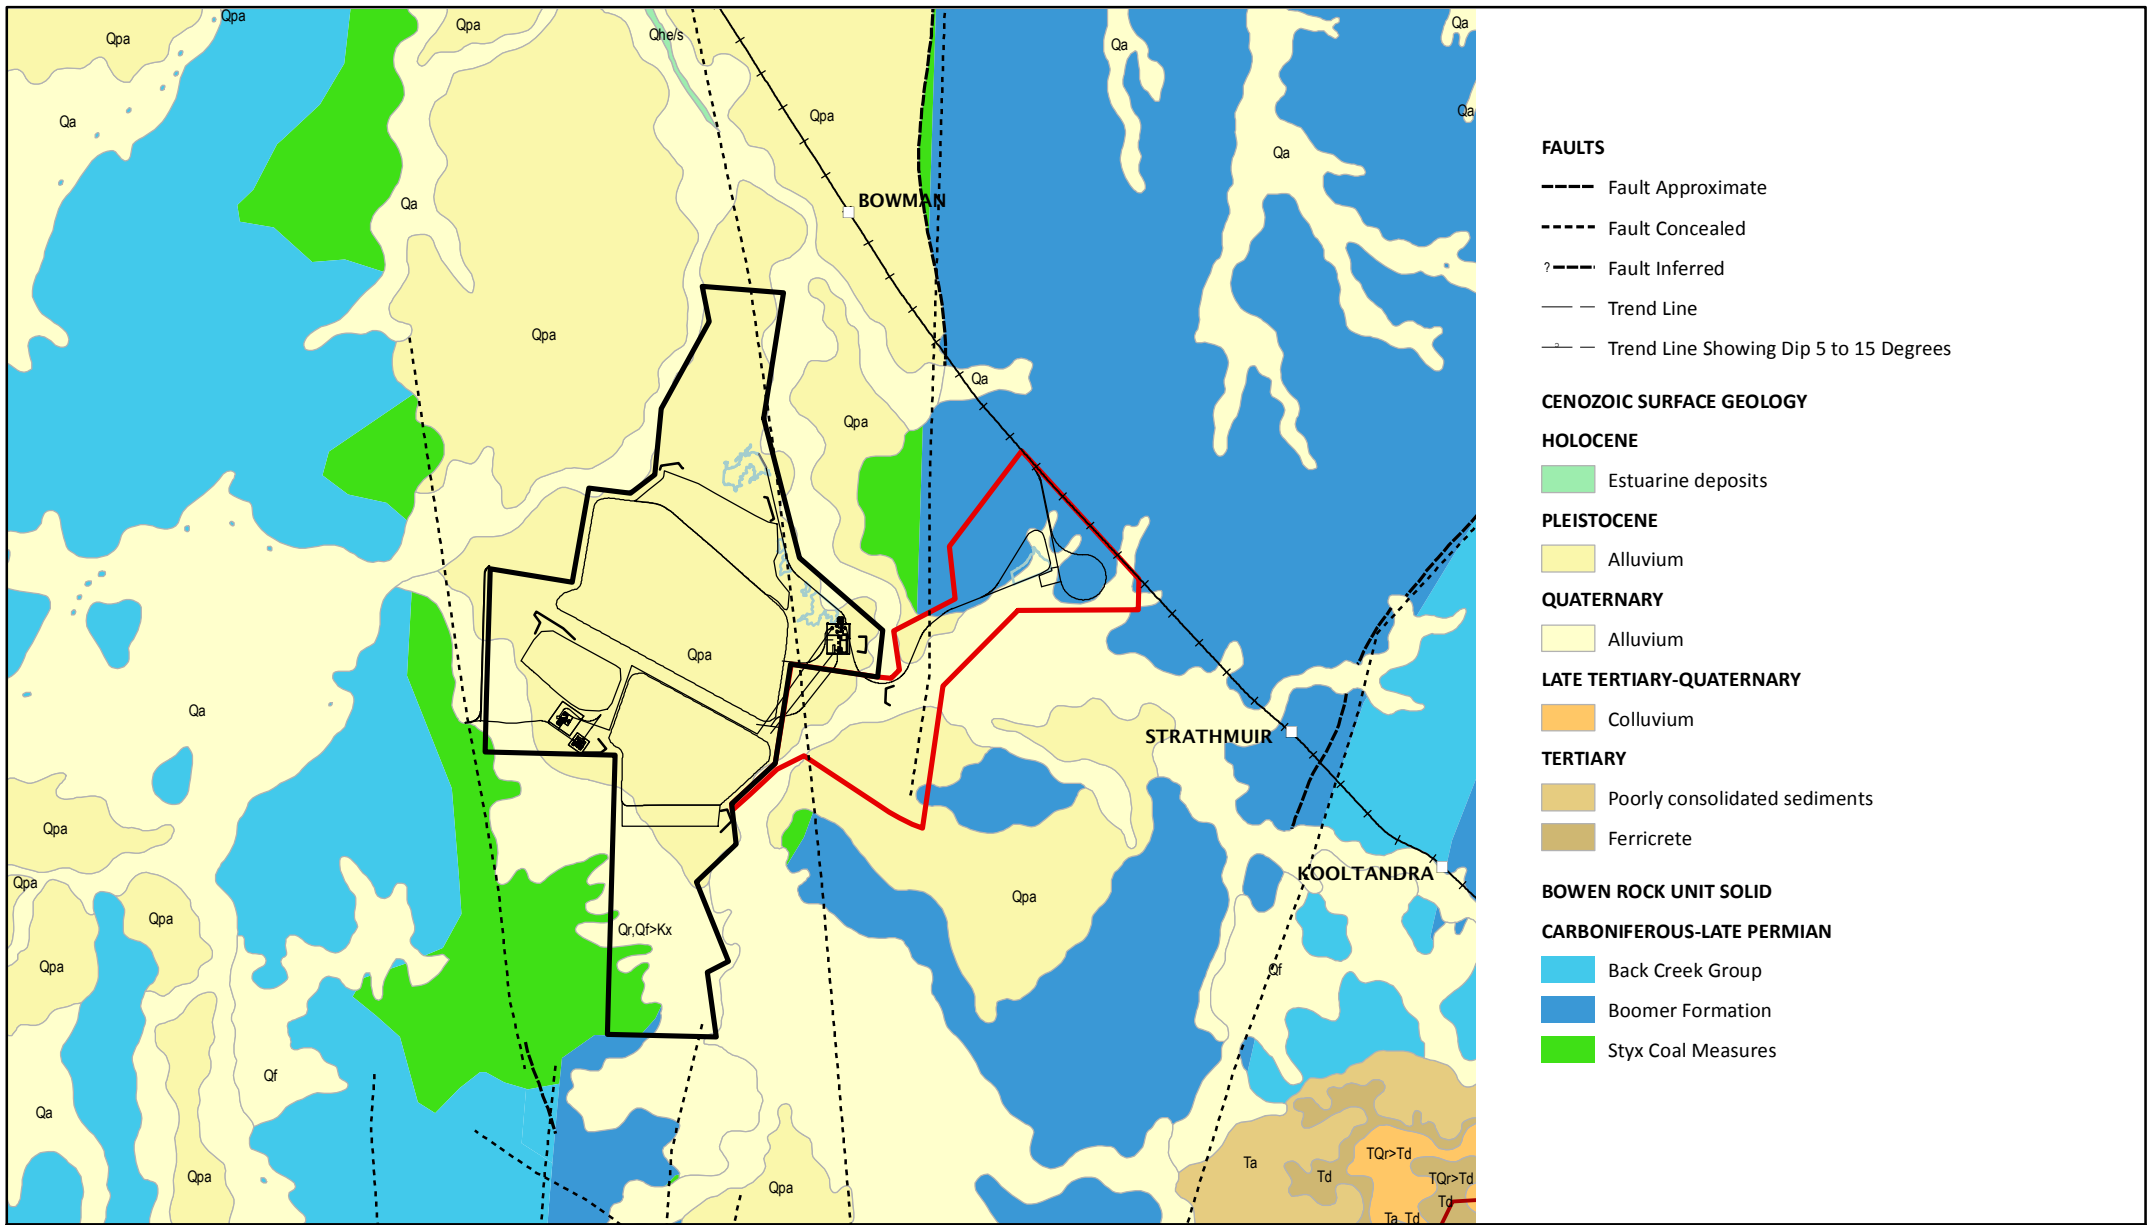 Qpa
Qpa
Qpa
Qhe/s
Qa
Qa
Qa
Qpa
Qa
Qa
Qa
Qa
BOWMAN
Qpa
Qa
Qpa
Qpa
Qa
STRATHMUIR
Qpa
KOOLTANDRA
Qpa
Qpa
Qpa
Qr,Qf>Kx
Qpa
Qf
Qf
Qa
Qpa
Qpa
Ta
Td
TQr>Td
TQr>Td
Td
Ta, Td
FAULTS
Fault Approximate
Fault Concealed
? Fault Inferred
Trend Line
Trend Line Showing Dip 5 to 15 Degrees
CENOZOIC SURFACE GEOLOGY
HOLOCENE
Estuarine deposits
PLEISTOCENE
Alluvium
QUATERNARY
Alluvium
LATE TERTIARY-QUATERNARY
Colluvium
TERTIARY
Poorly consolidated sediments
Ferricrete
BOWEN ROCK UNIT SOLID
CARBONIFEROUS-LATE PERMIAN
Back Creek Group
Boomer Formation
Styx Coal Measures